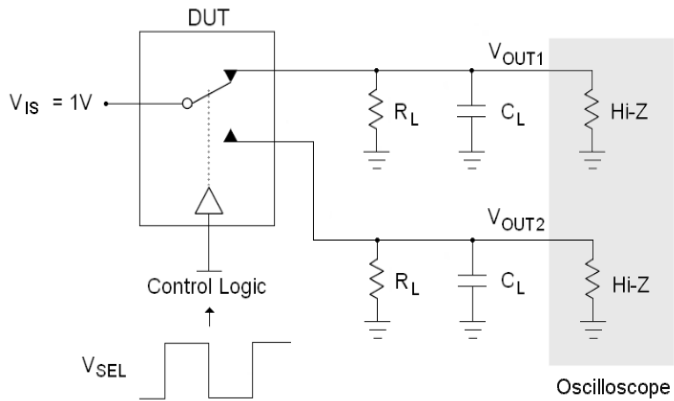 DUT
V_OUT1
V_IS = 1V
R_L
C_L
Hi-Z
V_OUT2
Control Logic
R_L
C_L
Hi-Z
V_SEL
Oscilloscope